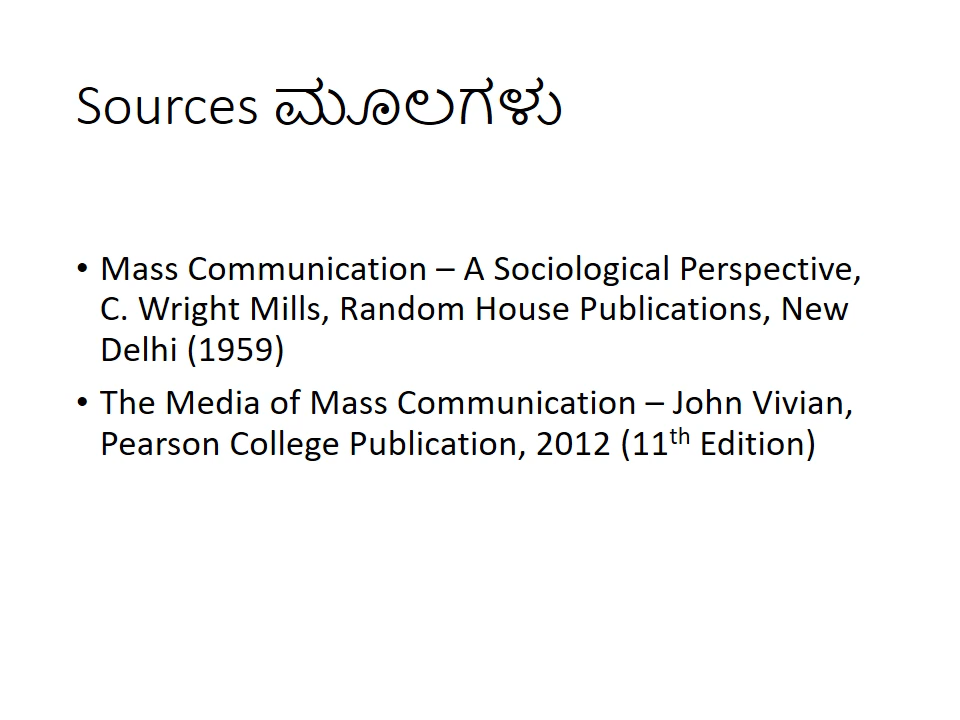 Sources ಮೂಲಗಳು
• Mass Communication – A Sociological Perspective,
C. Wright Mills, Random House Publications, New
Delhi (1959)
• The Media of Mass Communication – John Vivian,
Pearson College Publication, 2012 (11th Edition)